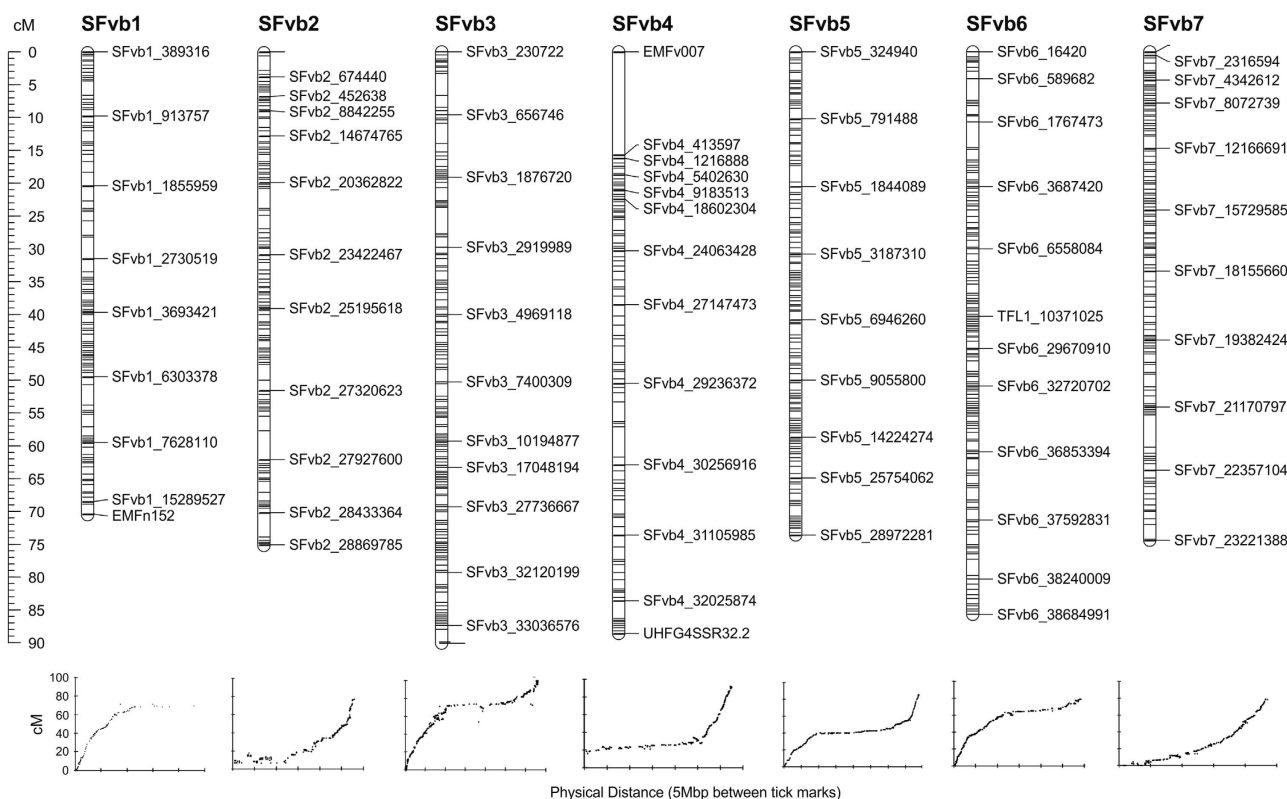 cM
SFvb1
SFvb2
SFvb3
SFvb4
SFvb5
SFvb6
SFvb7
0
5
10
15
20
25
30
35
40
45
50
55
60
65
70
75
80
85
90
SFvb1_389316
SFvb1_913757
SFvb1_1855959
SFvb1_2730519
SFvb1_3693421
SFvb1_6303378
SFvb1_7628110
SFvb1_15289527
EMFn152
SFvb2_674440
SFvb2_452638
SFvb2_8842255
SFvb2_14674765
SFvb2_20362822
SFvb2_23422467
SFvb2_25195618
SFvb2_27320623
SFvb2_27927600
SFvb2_28433364
SFvb2_28869785
SFvb3_230722
SFvb3_656746
SFvb3_1876720
SFvb3_2919989
SFvb3_4969118
SFvb3_7400309
SFvb3_10194877
SFvb3_17048194
SFvb3_27736667
SFvb3_32120199
SFvb3_33036576
EMFv007
SFvb4_413597
SFvb4_1216888
SFvb4_5402630
SFvb4_9183513
SFvb4_18602304
SFvb4_24063428
SFvb4_27147473
SFvb4_29236372
SFvb4_30256916
SFvb4_31105985
SFvb4_32025874
UHFG4SSR32.2
SFvb5_324940
SFvb5_791488
SFvb5_1844089
SFvb5_3187310
SFvb5_6946260
SFvb5_9055800
SFvb5_14224274
SFvb5_25754062
SFvb5_28972281
SFvb6_16420
SFvb6_589682
SFvb6_1767473
SFvb6_3687420
SFvb6_6558084
TFL1_10371025
SFvb6_29670910
SFvb6_32720702
SFvb6_36853394
SFvb6_37592831
SFvb6_38240009
SFvb6_38684991
SFvb7_2316594
SFvb7_4342612
SFvb7_8072739
SFvb7_12166691
SFvb7_15729585
SFvb7_18155660
SFvb7_19382424
SFvb7_21170797
SFvb7_22357104
SFvb7_23221388
cM
100
80
60
40
20
0
Physical Distance (5Mbp between tick marks)